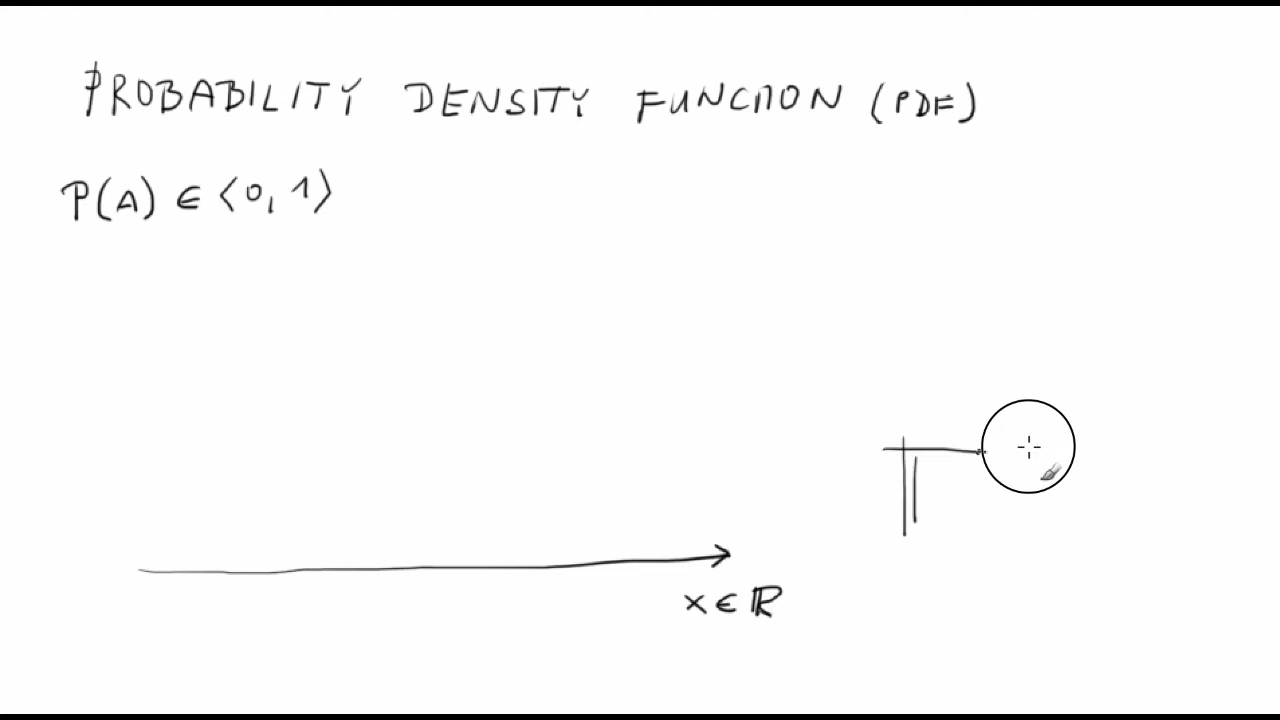 PROBABILITY DENSITY FUNCTION (PDF)
P(A) ∈ ⟨0, 1⟩
x ∈ ℝ